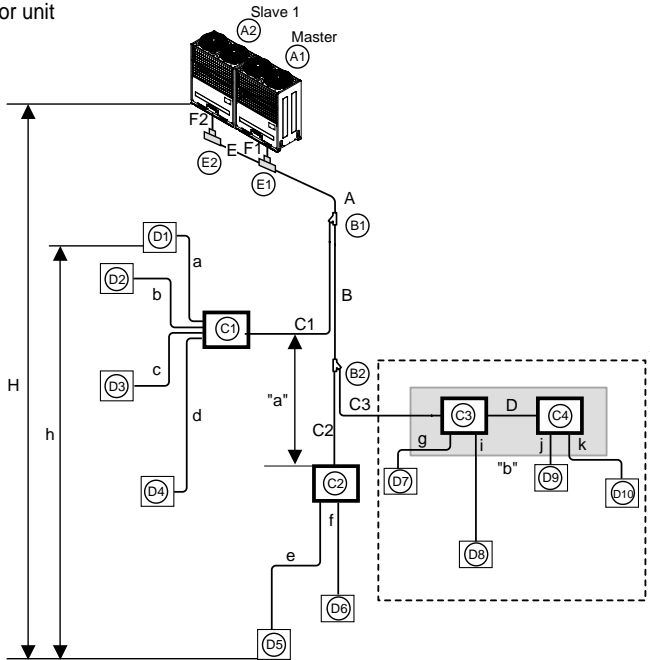 or unit
Slave 1
A2
Master
A1
F2
E
F1
E2
E1
A
B1
D1
a
D2
b
B
C1
C1
D3
c
B2
H
"a"
C3
h
d
C2
C3
D
C4
g
i
j
k
"b"
D4
C2
D7
D9
D10
f
D8
e
D6
D5